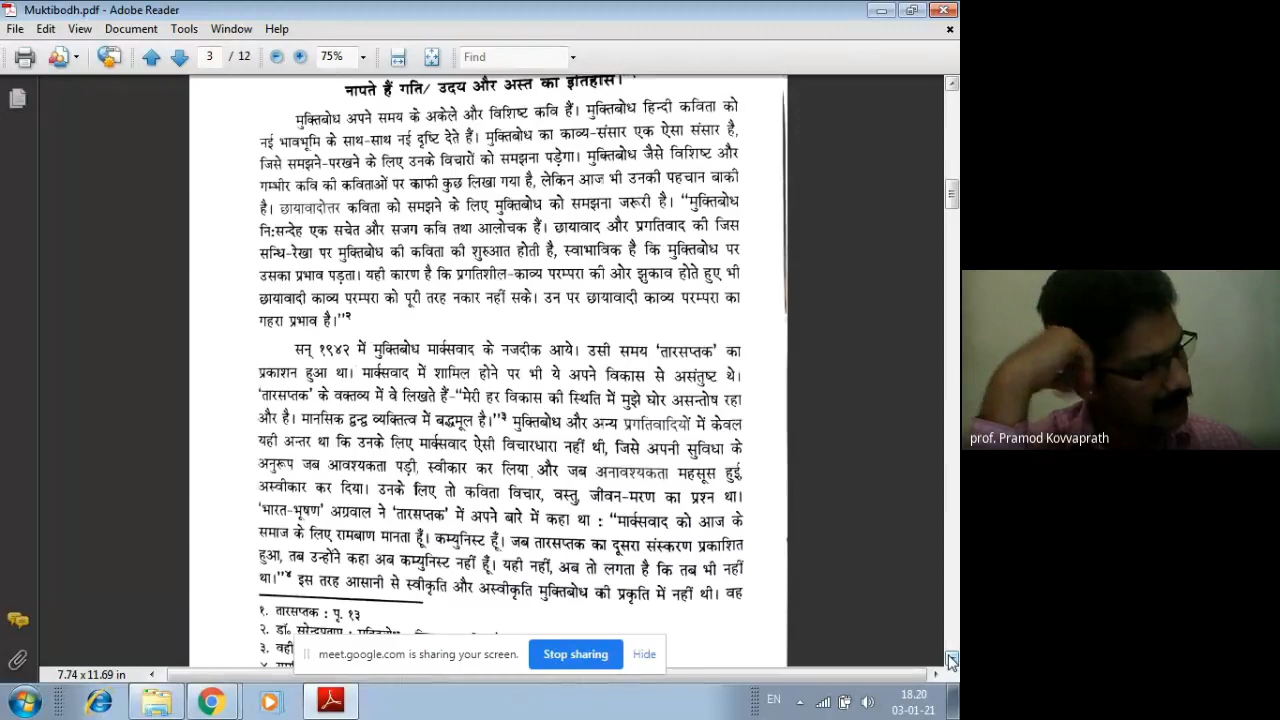 Muktibodh.pdf - Adobe Reader
File Edit View Document Tools Window Help
3 / 12 75% Find
नापते हैं गति/ उदय और अस्त का इतिहास।
मुक्तिबोध अपने समय के अकेले और विशिष्ट कवि हैं। मुक्तिबोध हिन्दी कविता को
नई भावभूमि के साथ-साथ नई दृष्टि देते हैं। मुक्तिबोध का काव्य-संसार एक ऐसा संसार है,
जिसे समझने-परखने के लिए उनके विचारों को समझना पड़ेगा। मुक्तिबोध जैसे विशिष्ट और
गम्भीर कवि की कविताओं पर काफी कुछ लिखा गया है, लेकिन आज भी उनकी पहचान बाकी
है। छायावादोत्तर कविता को समझने के लिए मुक्तिबोध को समझना जरूरी है। "मुक्तिबोध
नि:सन्देह एक सचेत और सजग कवि तथा आलोचक हैं। छायावाद और प्रगतिवाद की जिस
सन्धि-रेखा पर मुक्तिबोध की कविता की शुरुआत होती है, स्वाभाविक है कि मुक्तिबोध पर
उसका प्रभाव पड़ता। यही कारण है कि प्रगतिशील-काव्य परम्परा की ओर झुकाव होते हुए भी
छायावादी काव्य परम्परा को पूरी तरह नकार नहीं सके। उन पर छायावादी काव्य परम्परा का
गहरा प्रभाव है।"२
सन् १९४२ में मुक्तिबोध मार्क्सवाद के नजदीक आये। उसी समय 'तारसप्तक' का
प्रकाशन हुआ था। मार्क्सवाद में शामिल होने पर भी ये अपने विकास से असंतुष्ट थे।
'तारसप्तक' के वक्तव्य में वे लिखते हैं-"मेरी हर विकास की स्थिति में मुझे घोर असन्तोष रहा
और है। मानसिक द्वन्द्व व्यक्तित्व में बद्धमूल है।"३ मुक्तिबोध और अन्य प्रगतिवादियों में केवल
यही अन्तर था कि उनके लिए मार्क्सवाद ऐसी विचारधारा नहीं थी, जिसे अपनी सुविधा के
अनुरूप जब आवश्यकता पड़ी, स्वीकार कर लिया और जब अनावश्यकता महसूस हुई,
अस्वीकार कर दिया। उनके लिए तो कविता विचार, वस्तु, जीवन-मरण का प्रश्न था।
'भारत-भूषण' अग्रवाल ने 'तारसप्तक' में अपने बारे में कहा था : "मार्क्सवाद को आज के
समाज के लिए रामबाण मानता हूँ। कम्युनिस्ट हूँ। जब तारसप्तक का दूसरा संस्करण प्रकाशित
हुआ, तब उन्होंने कहा अब कम्युनिस्ट नहीं हूँ। यही नहीं, अब तो लगता है कि तब भी नहीं
था।"४ इस तरह आसानी से स्वीकृति और अस्वीकृति मुक्तिबोध की प्रकृति में नहीं थी। वह
१. तारसप्तक : पृ. १३
२. डॉ. सुरेन्द्रप्रताप : मुक्तिबोध
३. वही
४.
meet.google.com is sharing your screen. Stop sharing Hide
7.74 x 11.69 in
EN 18.20
03-01-21
prof. Pramod Kovvaprath